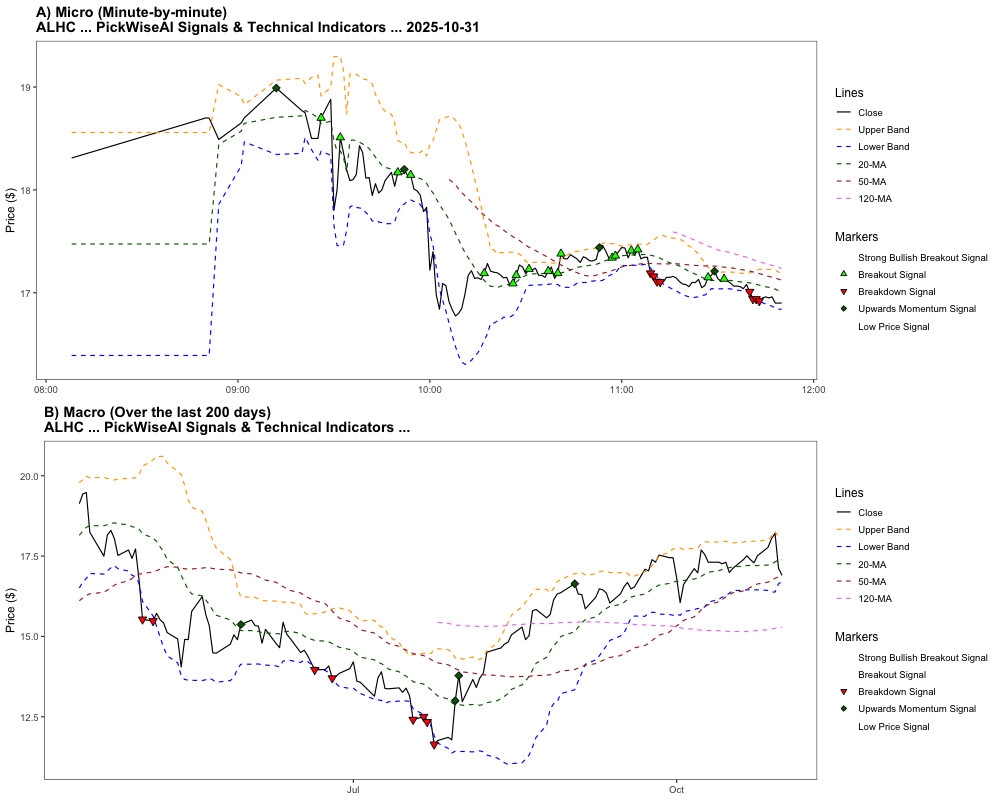 A) Micro (Minute-by-minute)
ALHC ... PickWiseAI Signals & Technical Indicators ... 2025-10-31
Price ($)
19
18
17
08:00
09:00
10:00
11:00
12:00
Lines
Close
Upper Band
Lower Band
20-MA
50-MA
120-MA
Markers
Strong Bullish Breakout Signal
Breakout Signal
Breakdown Signal
Upwards Momentum Signal
Low Price Signal
B) Macro (Over the last 200 days)
ALHC ... PickWiseAI Signals & Technical Indicators ...
Price ($)
20.0
17.5
15.0
12.5
Jul
Oct
Lines
Close
Upper Band
Lower Band
20-MA
50-MA
120-MA
Markers
Strong Bullish Breakout Signal
Breakout Signal
Breakdown Signal
Upwards Momentum Signal
Low Price Signal